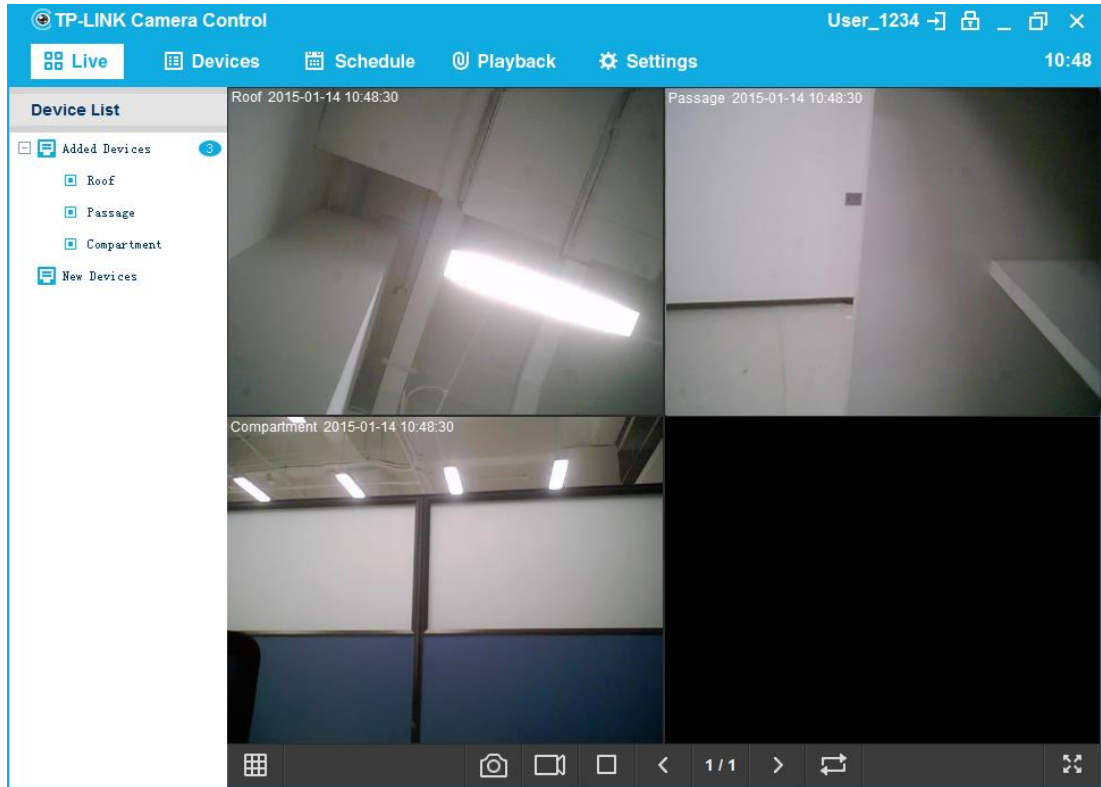 TP-LINK Camera Control User_1234
Live Devices Schedule Playback Settings 10:48
Device List
Added Devices 3
Roof
Passage
Compartment
New Devices
Roof 2015-01-14 10:48:30
Passage 2015-01-14 10:48:30
Compartment 2015-01-14 10:48:30
1 / 1